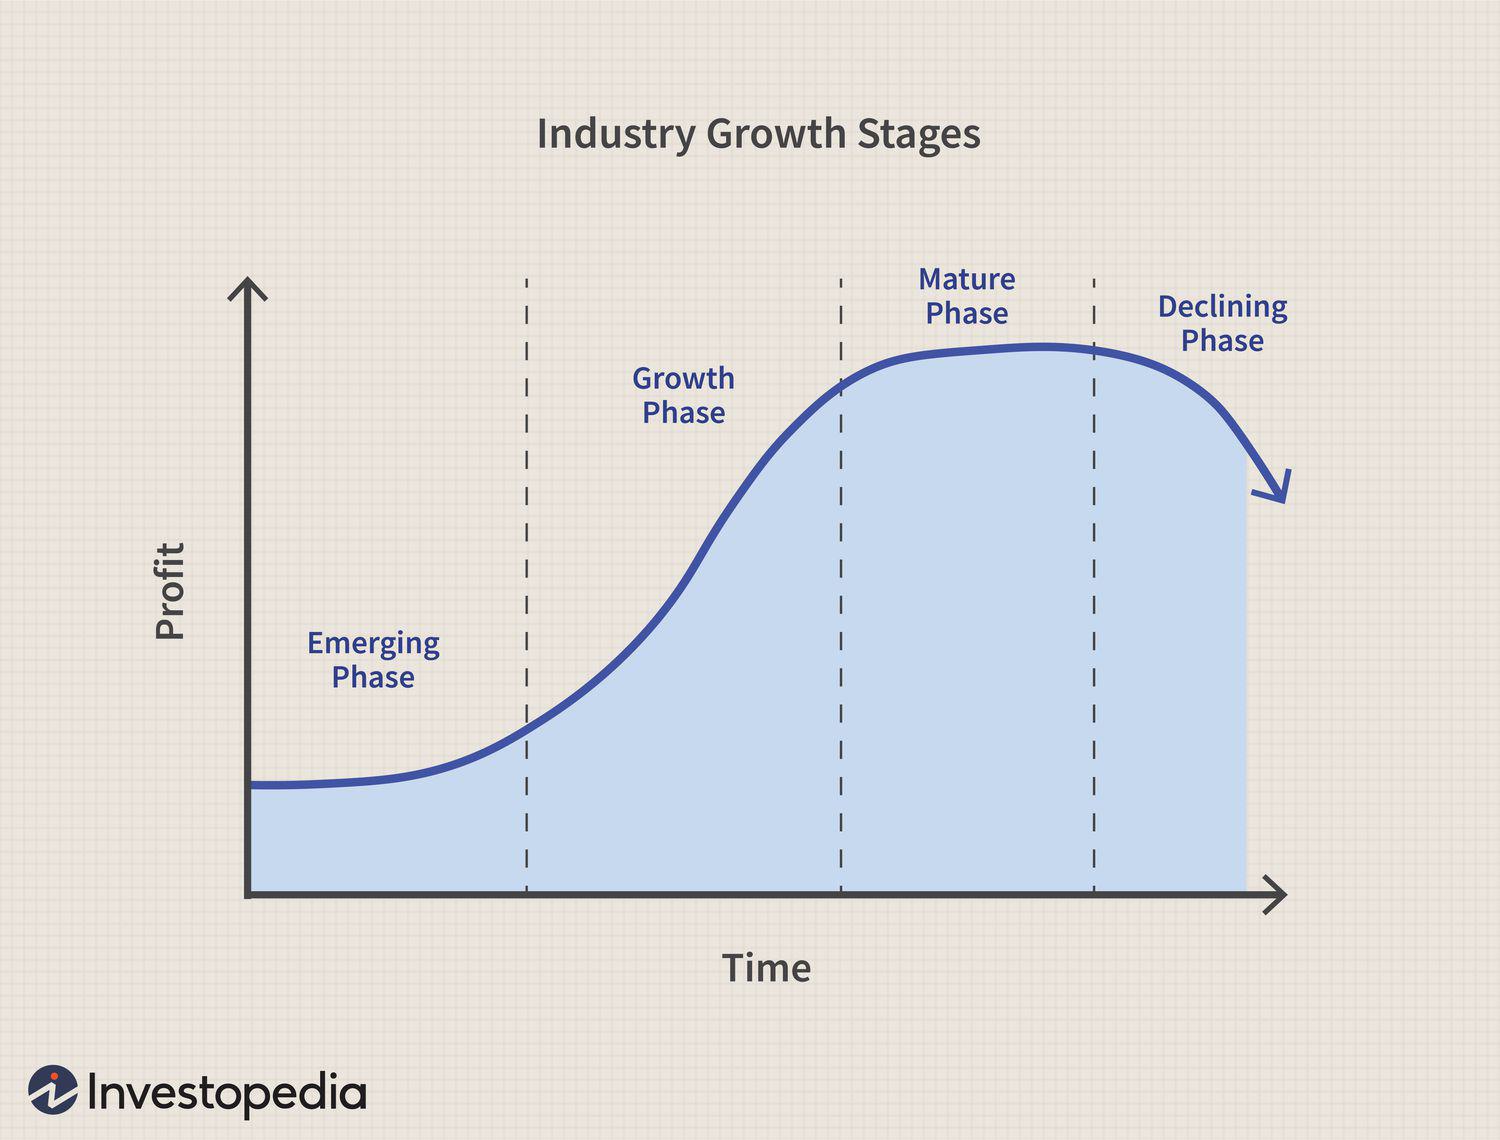 Industry Growth Stages
Mature
Phase
Declining
Phase
Growth
Phase
Emerging
Phase
Profit
Time
Investopedia